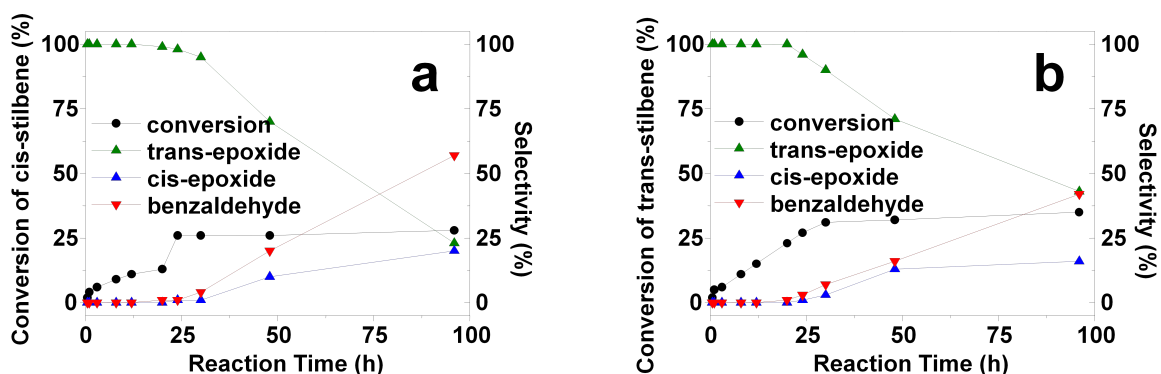 a
Conversion of cis-stilbene (%)
100
75
50
25
0
conversion
trans-epoxide
cis-epoxide
benzaldehyde
100
75
50
25
0
Selectivity (%)
0 25 50 75 100
Reaction Time (h)
b
Conversion of trans-stilbene (%)
100
75
50
25
0
conversion
trans-epoxide
cis-epoxide
benzaldehyde
100
75
50
25
0
Selectivity (%)
0 25 50 75 100
Reaction Time (h)